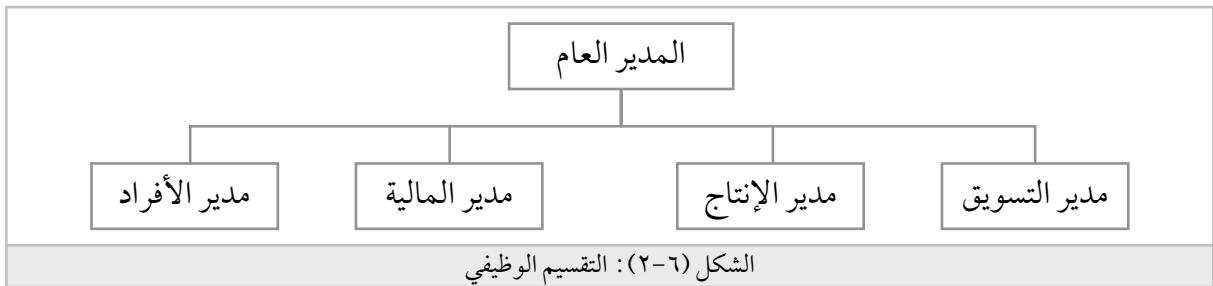 المدير العام
مدير التسويق
مدير الإنتاج
مدير المالية
مدير الأفراد
الشكل (٦-٢): التقسيم الوظيفي